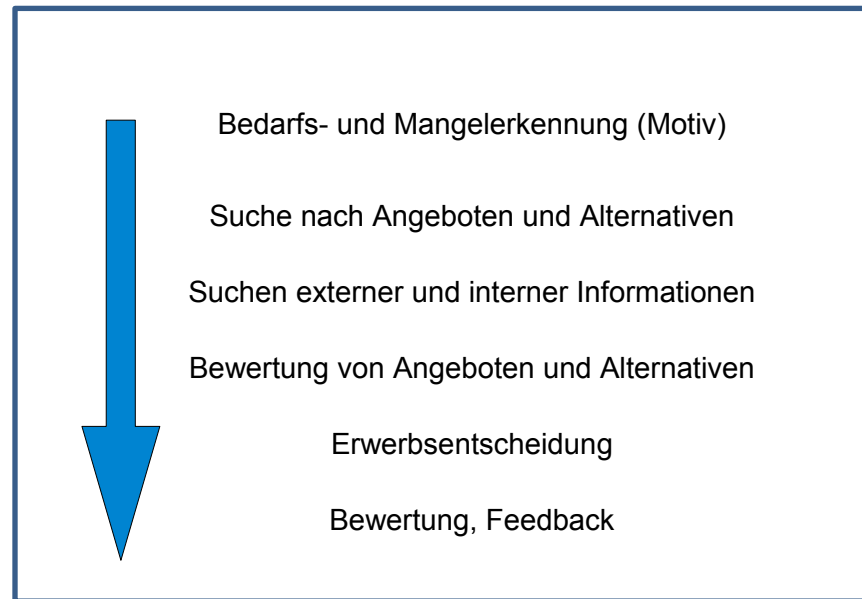 Bedarfs- und Mangelerkennung (Motiv)
Suche nach Angeboten und Alternativen
Suchen externer und interner Informationen
Bewertung von Angeboten und Alternativen
Erwerbsentscheidung
Bewertung, Feedback